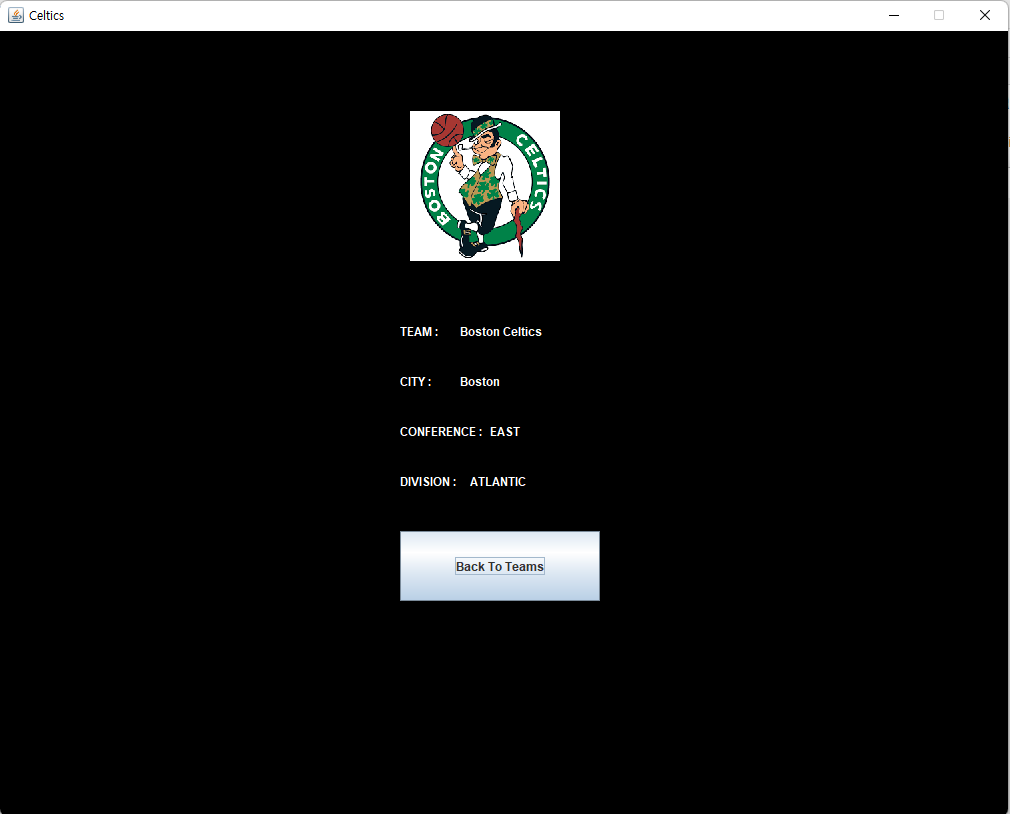 Celtics
BOSTON CELTICS
TEAM : Boston Celtics
CITY : Boston
CONFERENCE : EAST
DIVISION : ATLANTIC
Back To Teams